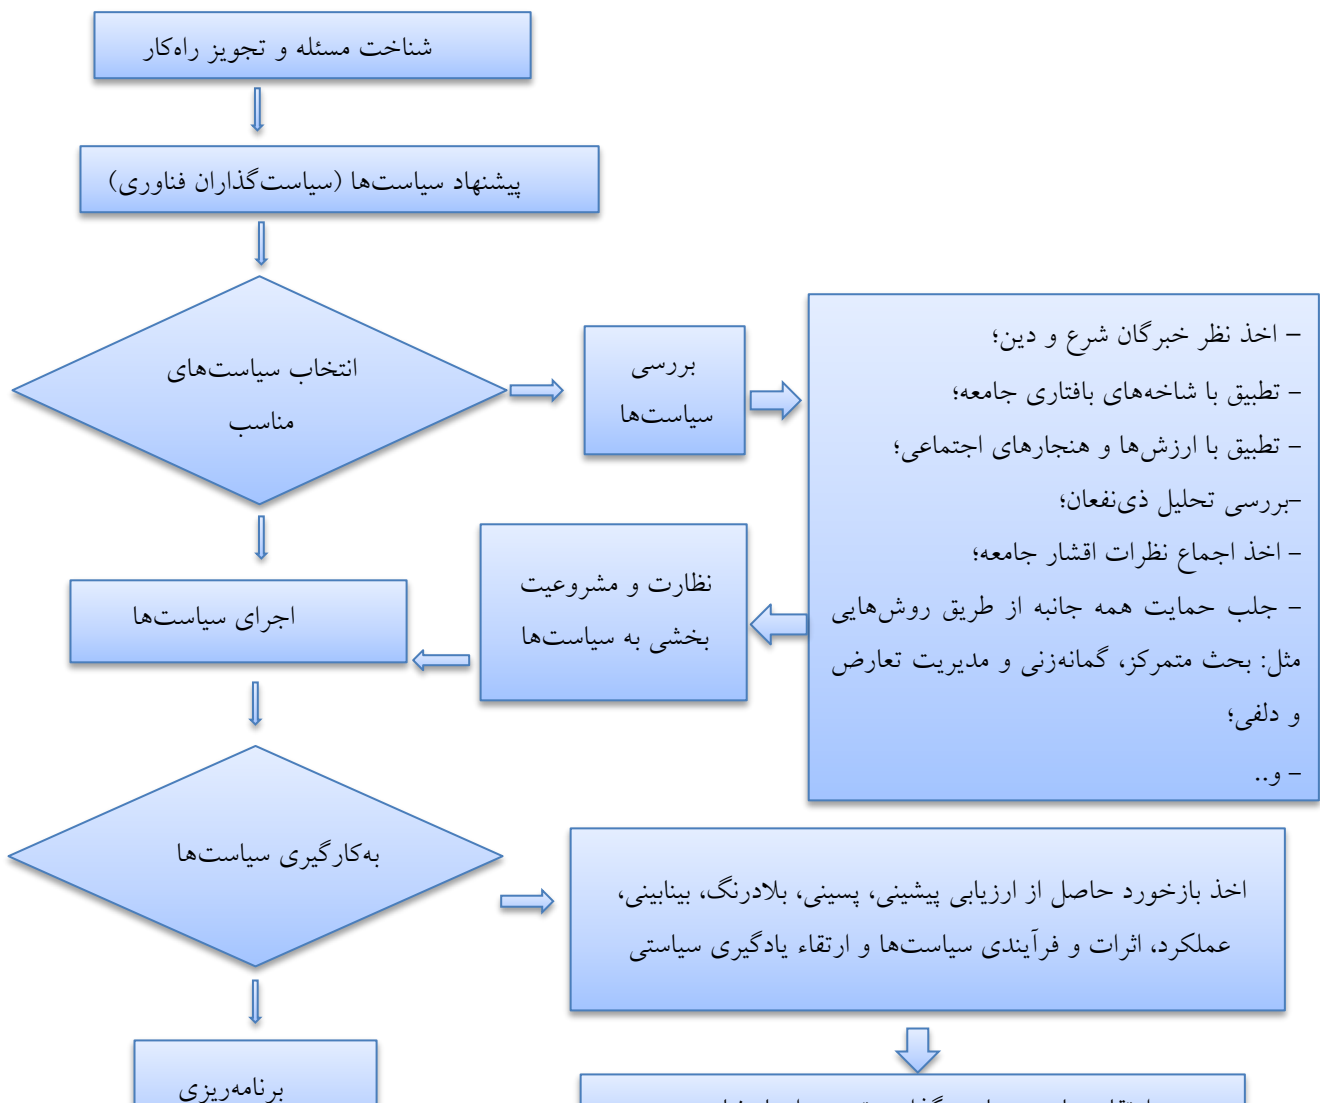 شناخت مسئله و تجویز راه‌کار
پیشنهاد سیاست‌ها (سیاست‌گذاران فناوری)
انتخاب سیاست‌های
مناسب
بررسی
سیاست‌ها
- اخذ نظر خبرگان شرع و دین؛
- تطبیق با شاخه‌های بافتاری جامعه؛
- تطبیق با ارزش‌ها و هنجارهای اجتماعی؛
-بررسی تحلیل ذی‌نفعان؛
- اخذ اجماع نظرات اقشار جامعه؛
- جلب حمایت همه جانبه از طریق روش‌هایی
مثل: بحث متمرکز، گمانه‌زنی و مدیریت تعارض
و دلفی؛
- و..
نظارت و مشروعیت
بخشی به سیاست‌ها
اجرای سیاست‌ها
به‌کارگیری سیاست‌ها
اخذ بازخورد حاصل از ارزیابی پیشینی، پسینی، بلادرنگ، بینابینی،
عملکرد، اثرات و فرآیندی سیاست‌ها و ارتقاء یادگیری سیاستی
برنامه‌ریزی